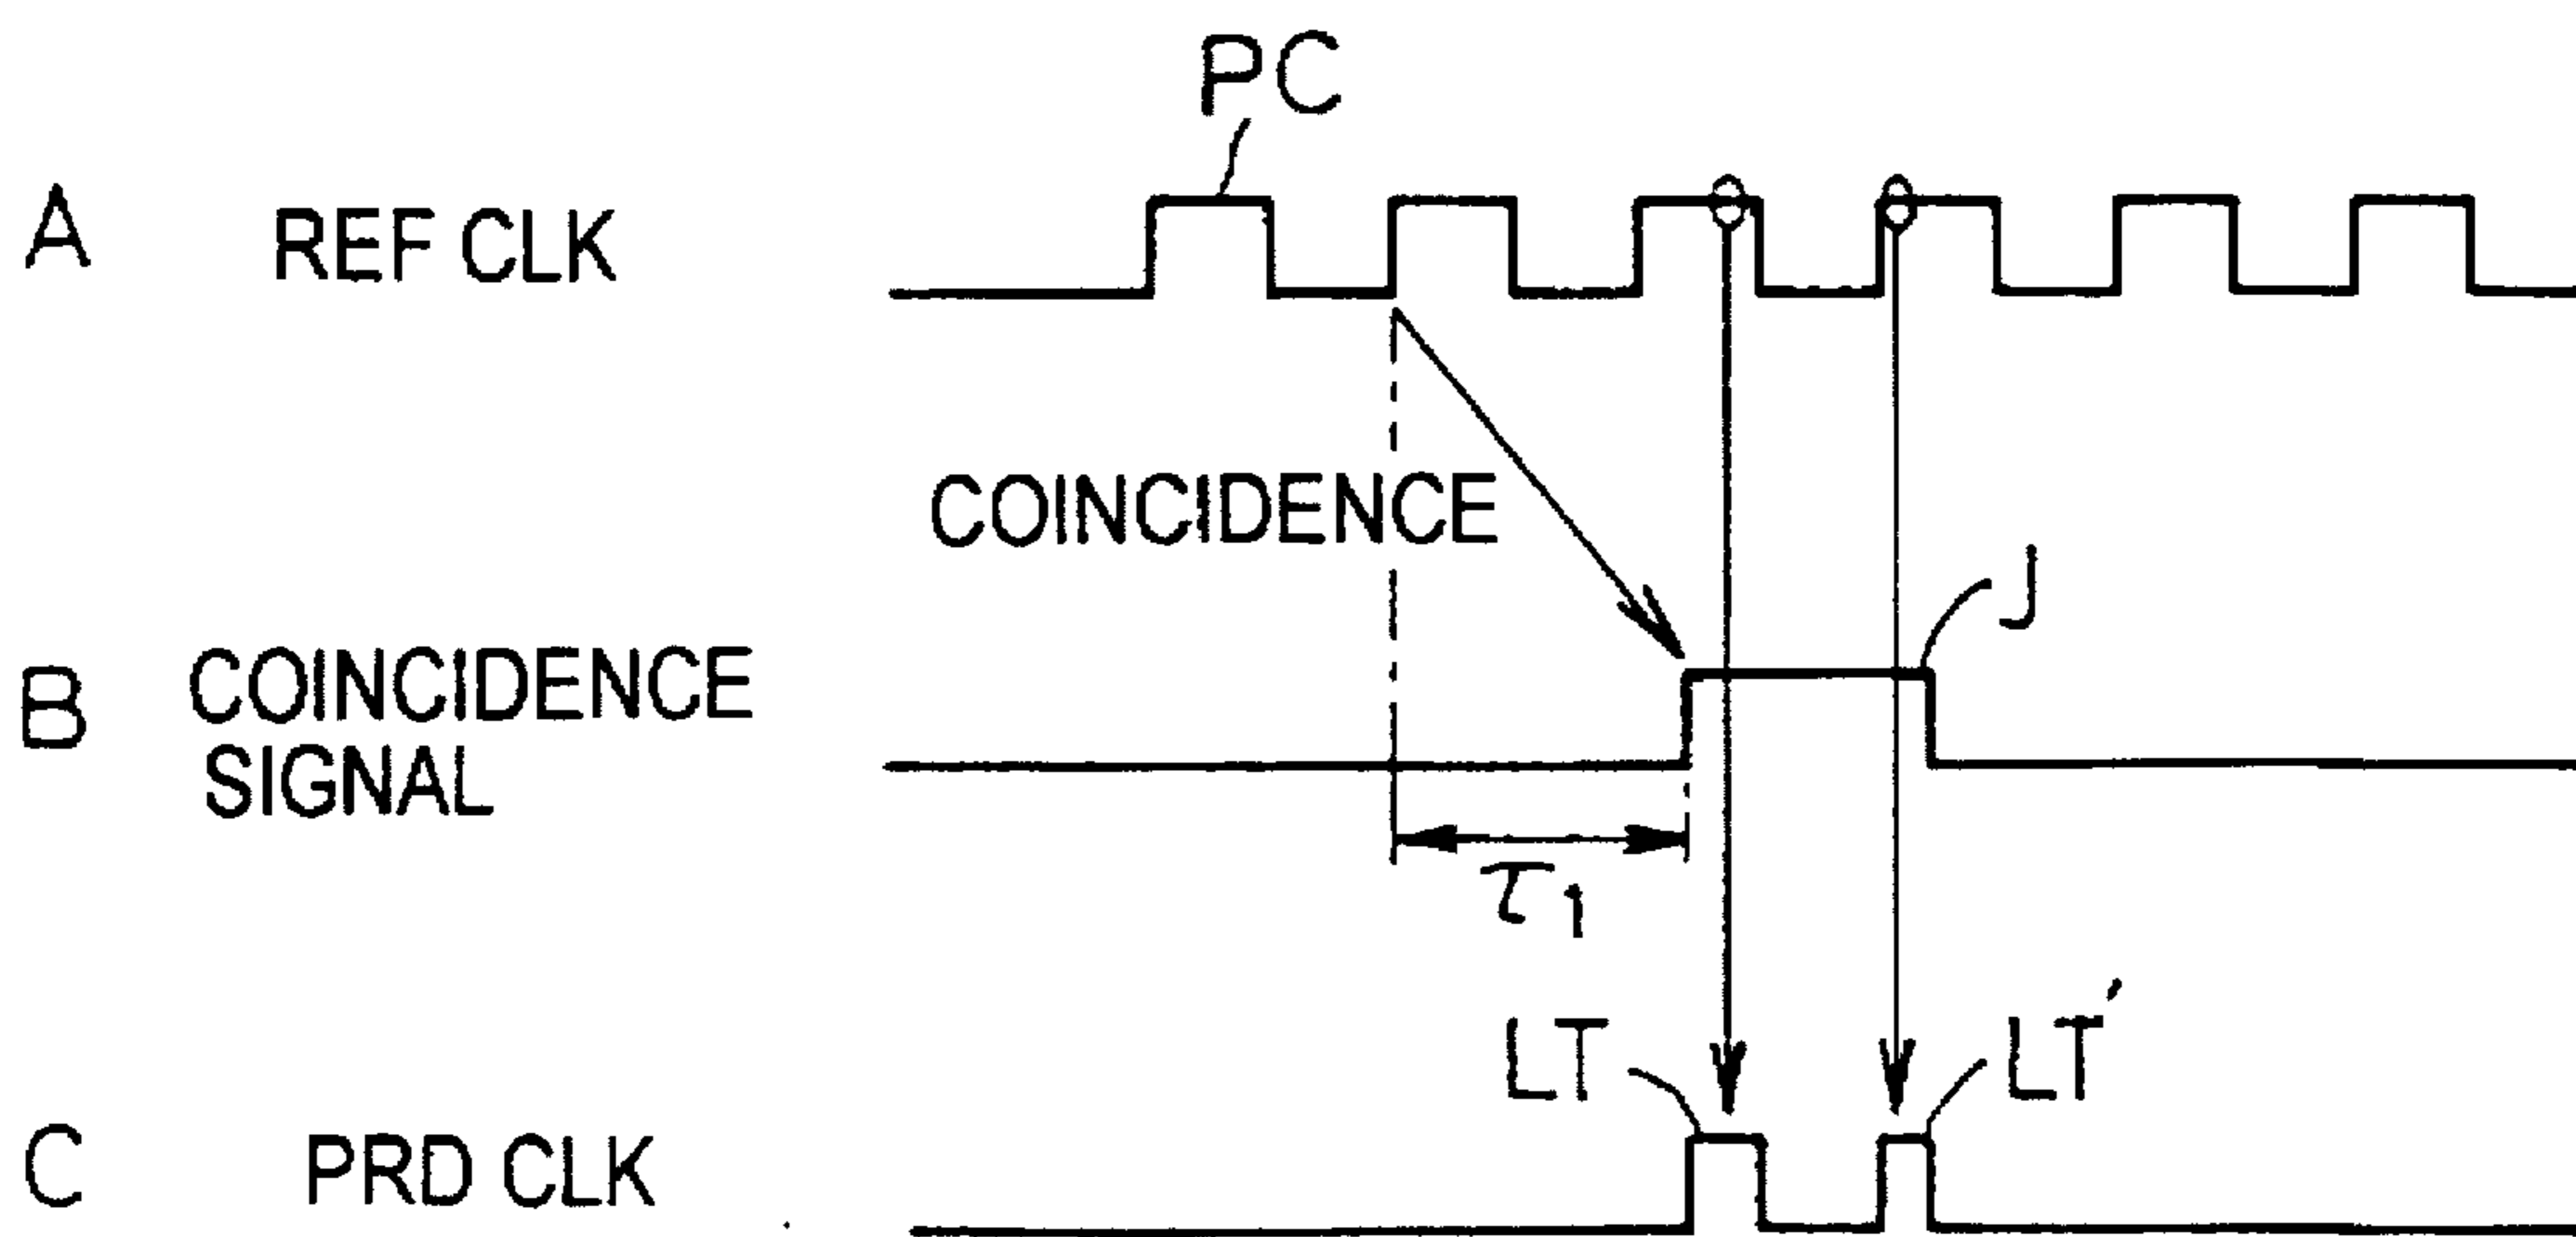 PC
A REF CLK
COINCIDENCE
J
B COINCIDENCE
SIGNAL
τ1
LT LT'
C PRD CLK